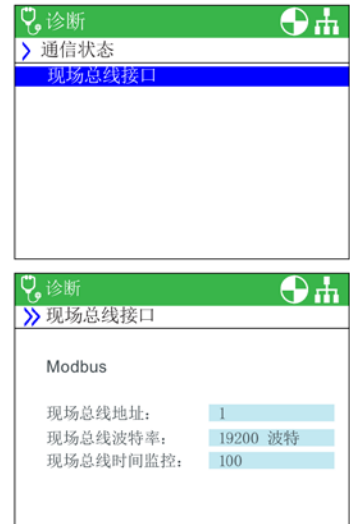 诊断
通信状态
现场总线接口
诊断
现场总线接口
Modbus
现场总线地址: 1
现场总线波特率: 19200 波特
现场总线时间监控: 100